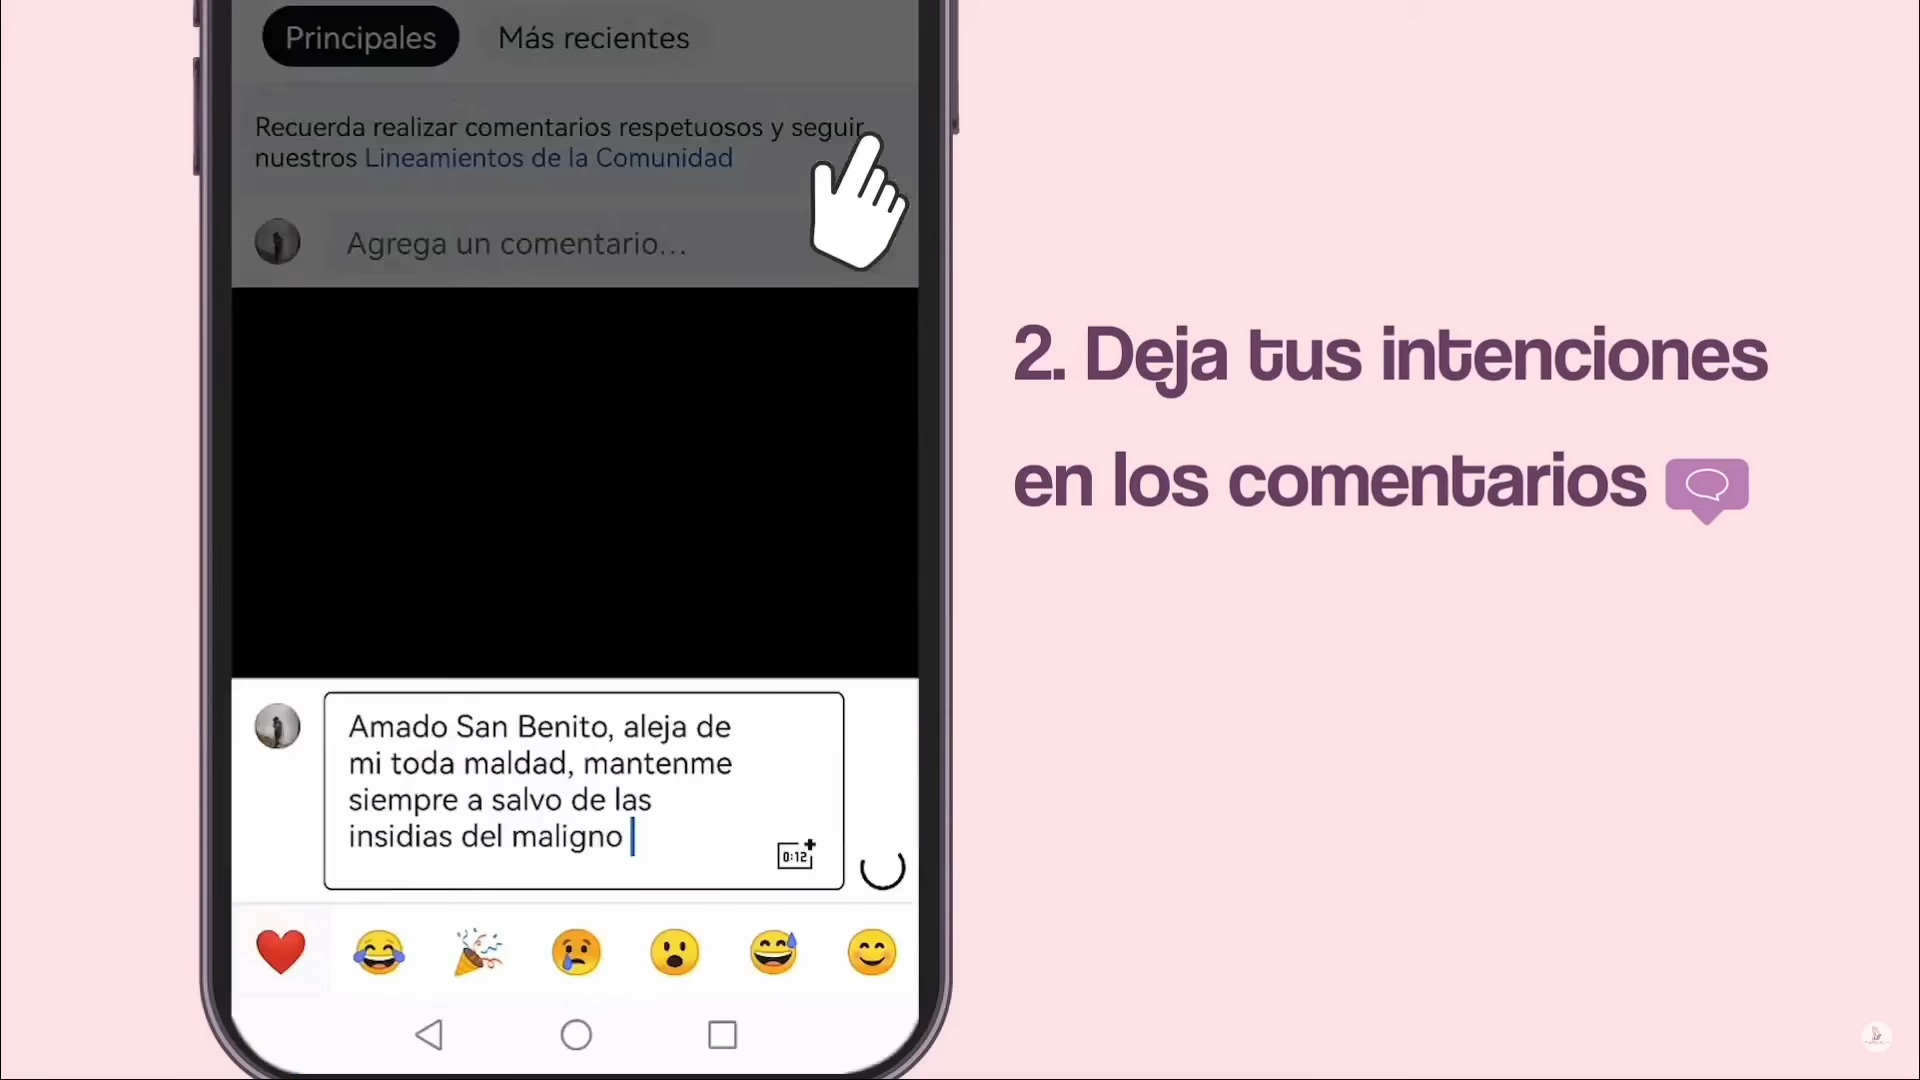 Principales Más recientes
Recuerda realizar comentarios respetuosos y seguir
nuestros Lineamientos de la Comunidad
Agrega un comentario...
2. Deja tus intenciones
en los comentarios
Amado San Benito, aleja de
mi toda maldad, mantenme
siempre a salvo de las
insidias del maligno
0:12